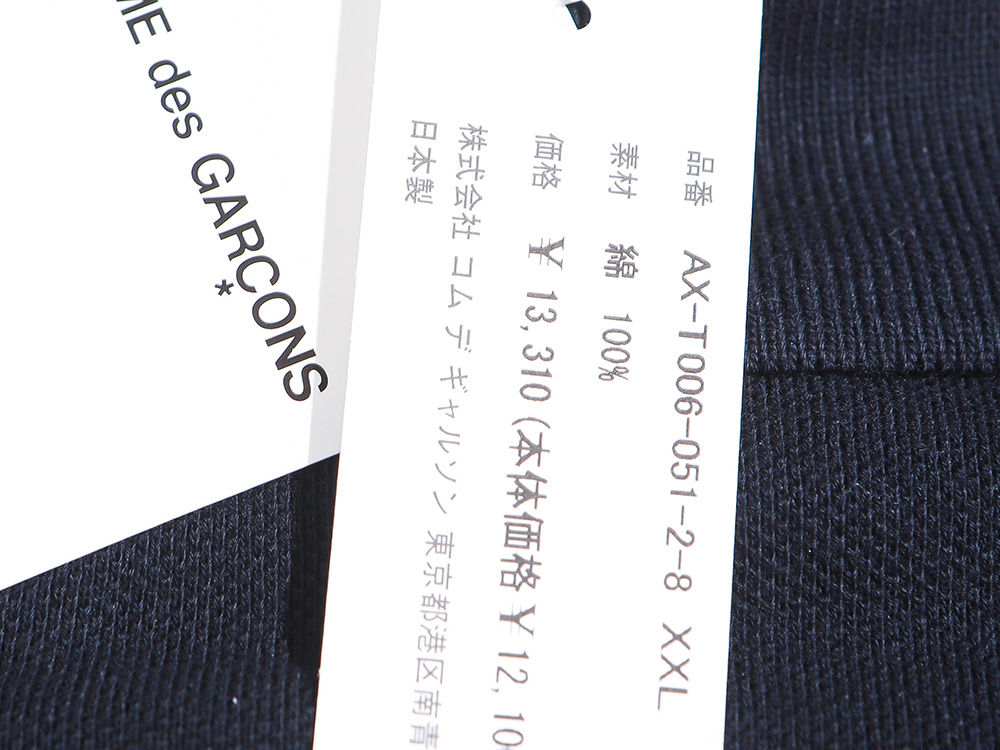 ME des GARÇONS
*
品番 AX-T006-051-2-8 XXL
素材 綿 100%
価格 ¥ 13,310 (本体価格 ¥ 12,10
株式会社 コム デ ギャルソン 東京都港区南青
日本製